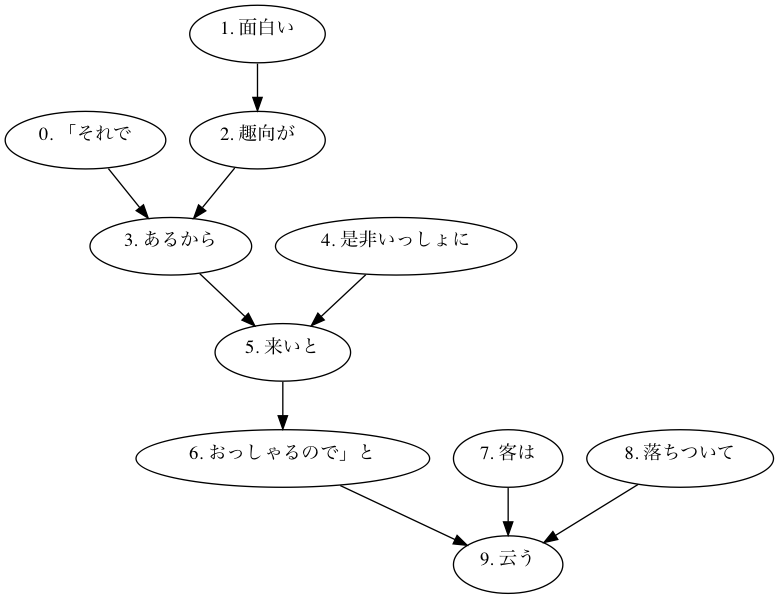 1. 面白い
0. 「それで
2. 趣向が
3. あるから
4. 是非いっしょに
5. 来いと
6. おっしゃるので」と
7. 客は
8. 落ちついて
9. 云う